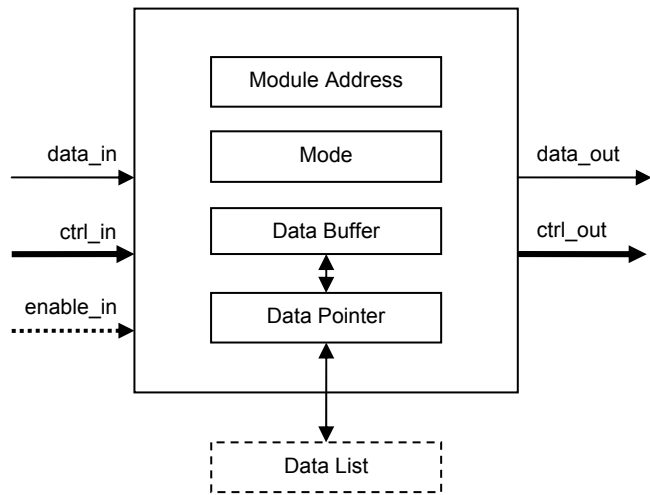 Module Address
data_in
Mode
data_out
ctrl_in
Data Buffer
ctrl_out
enable_in
Data Pointer
Data List